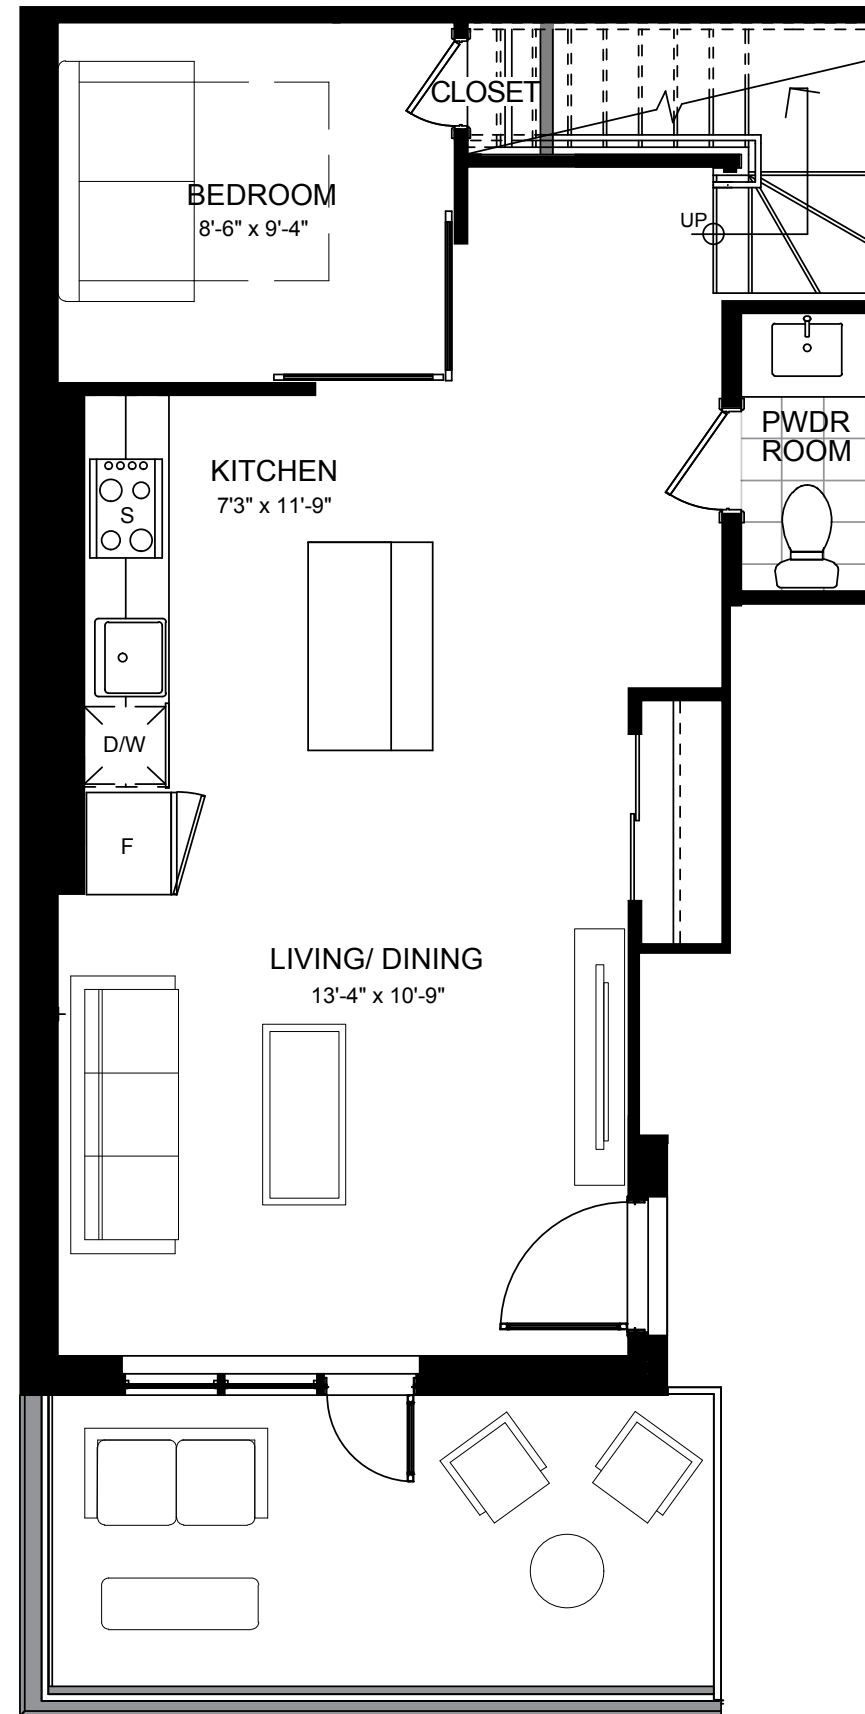 CLOSET
BEDROOM
8'-6" x 9'-4"
UP
PWDR
ROOM
KITCHEN
7'3" x 11'-9"
S
D/W
F
LIVING/ DINING
13'-4" x 10'-9"